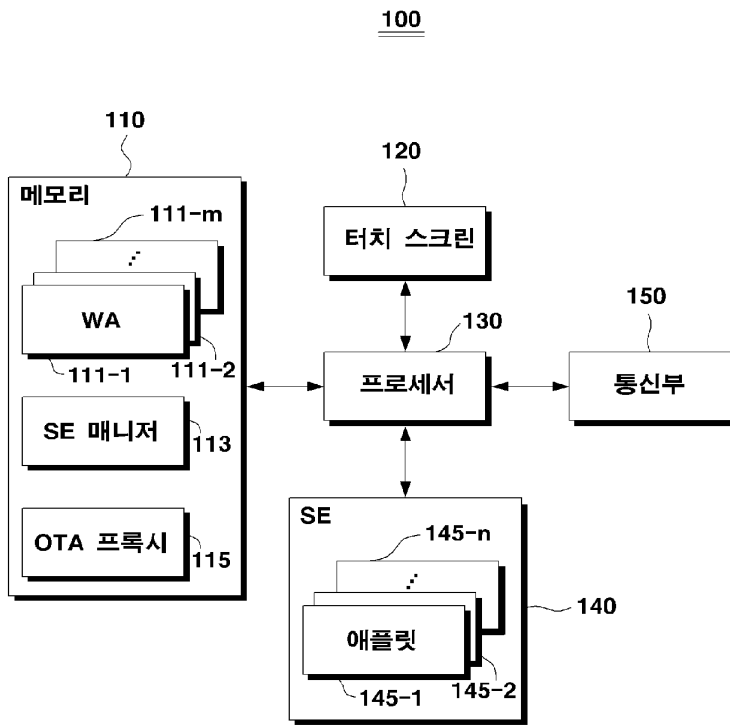 100
110
메모리
111-m
WA
111-1
111-2
SE 매니저
113
OTA 프록시
115
120
터치 스크린
130
프로세서
150
통신부
SE
145-n
애플릿
145-1
145-2
140